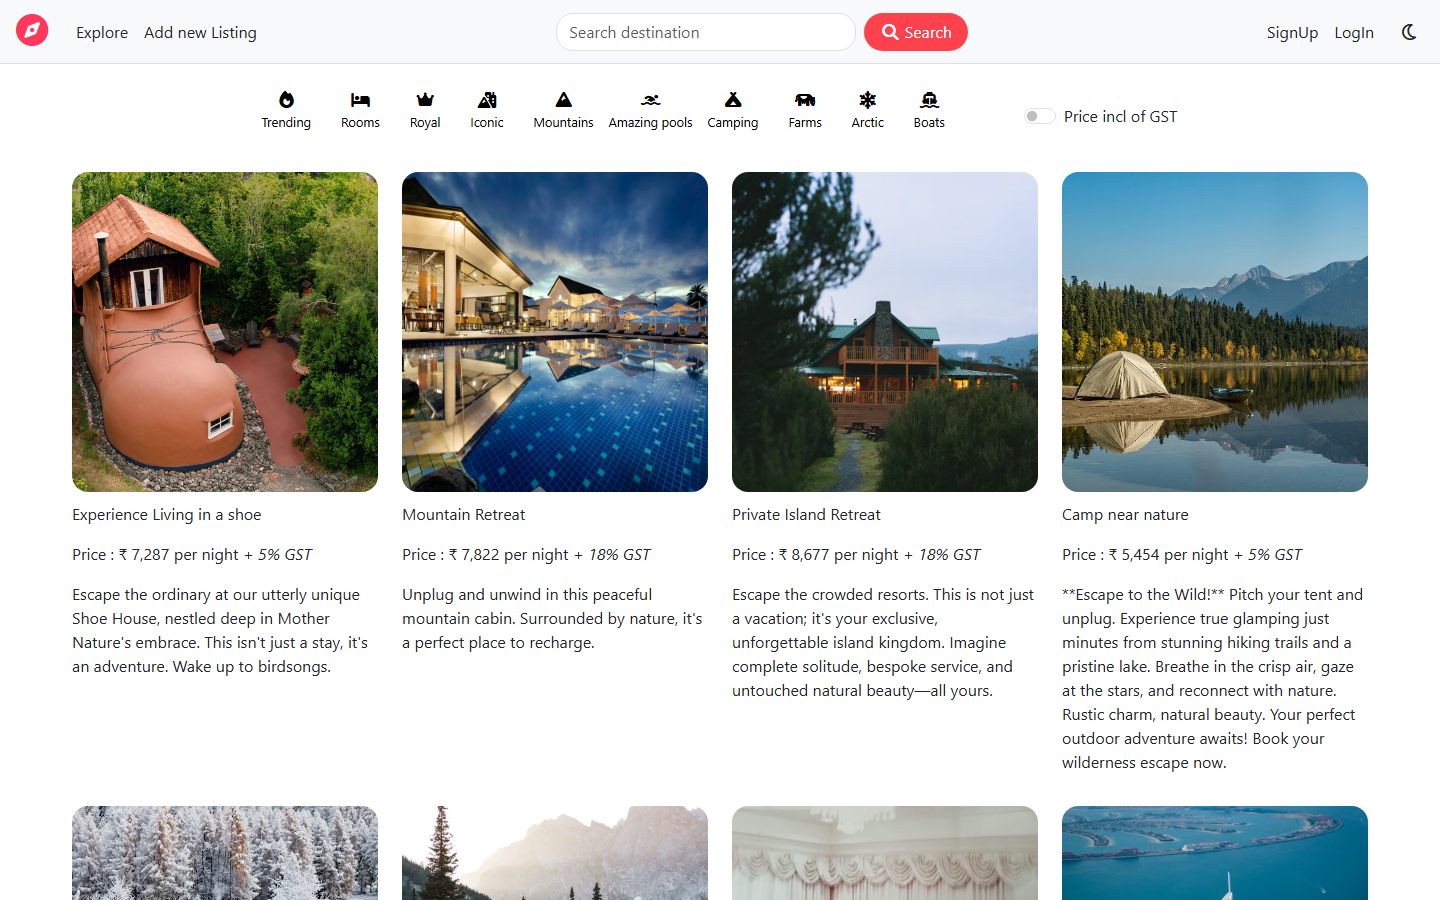 Explore
Add new Listing
Search destination
Search
SignUp
LogIn
Trending
Rooms
Royal
Iconic
Mountains
Amazing pools
Camping
Farms
Arctic
Boats
Price incl of GST
Experience Living in a shoe
Price : ₹ 7,287 per night + 5% GST
Escape the ordinary at our utterly unique
Shoe House, nestled deep in Mother
Nature's embrace. This isn't just a stay, it's
an adventure. Wake up to birdsongs.
Mountain Retreat
Price : ₹ 7,822 per night + 18% GST
Unplug and unwind in this peaceful
mountain cabin. Surrounded by nature, it's
a perfect place to recharge.
Private Island Retreat
Price : ₹ 8,677 per night + 18% GST
Escape the crowded resorts. This is not just
a vacation; it's your exclusive,
unforgettable island kingdom. Imagine
complete solitude, bespoke service, and
untouched natural beauty—all yours.
Camp near nature
Price : ₹ 5,454 per night + 5% GST
**Escape to the Wild!** Pitch your tent and
unplug. Experience true glamping just
minutes from stunning hiking trails and a
pristine lake. Breathe in the crisp air, gaze
at the stars, and reconnect with nature.
Rustic charm, natural beauty. Your perfect
outdoor adventure awaits! Book your
wilderness escape now.